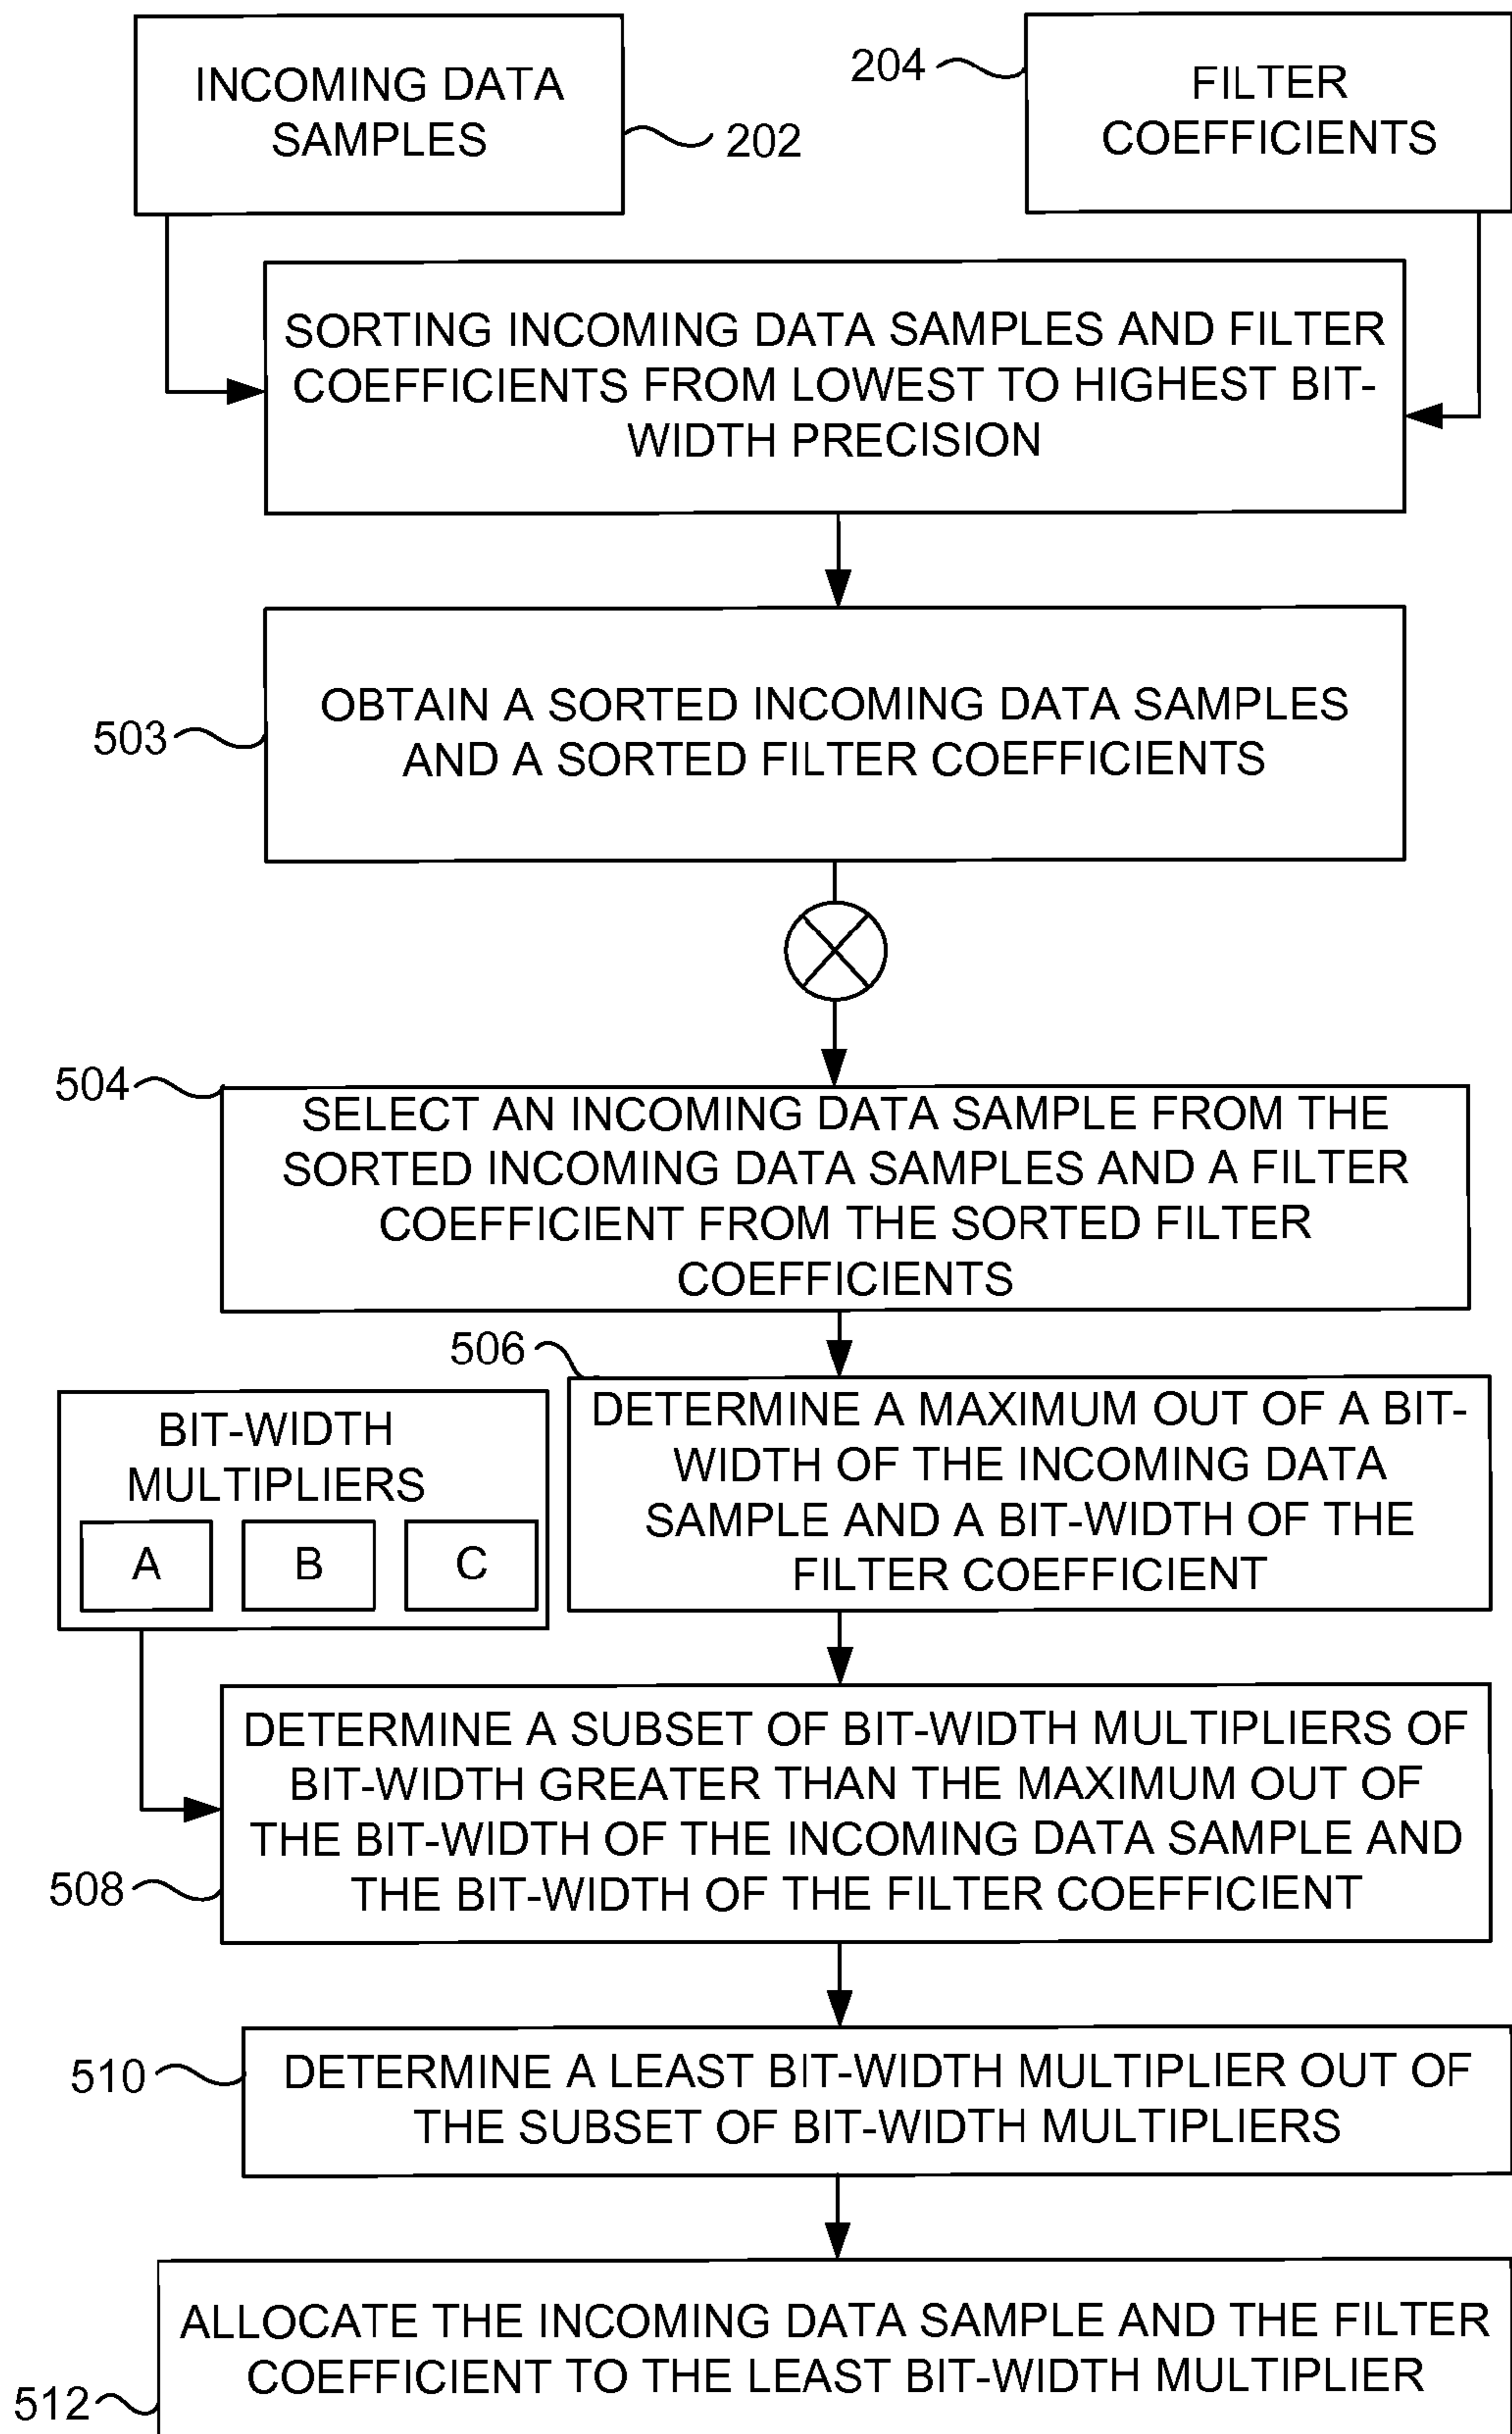 INCOMING DATA
SAMPLES
202
204
FILTER
COEFFICIENTS
SORTING INCOMING DATA SAMPLES AND FILTER
COEFFICIENTS FROM LOWEST TO HIGHEST BIT-
WIDTH PRECISION
503
OBTAIN A SORTED INCOMING DATA SAMPLES
AND A SORTED FILTER COEFFICIENTS
504
SELECT AN INCOMING DATA SAMPLE FROM THE
SORTED INCOMING DATA SAMPLES AND A FILTER
COEFFICIENT FROM THE SORTED FILTER
COEFFICIENTS
506
DETERMINE A MAXIMUM OUT OF A BIT-
WIDTH OF THE INCOMING DATA
SAMPLE AND A BIT-WIDTH OF THE
FILTER COEFFICIENT
BIT-WIDTH
MULTIPLIERS
A B C
DETERMINE A SUBSET OF BIT-WIDTH MULTIPLIERS OF
BIT-WIDTH GREATER THAN THE MAXIMUM OUT OF
THE BIT-WIDTH OF THE INCOMING DATA SAMPLE AND
THE BIT-WIDTH OF THE FILTER COEFFICIENT
508
510
DETERMINE A LEAST BIT-WIDTH MULTIPLIER OUT OF
THE SUBSET OF BIT-WIDTH MULTIPLIERS
ALLOCATE THE INCOMING DATA SAMPLE AND THE FILTER
COEFFICIENT TO THE LEAST BIT-WIDTH MULTIPLIER
512